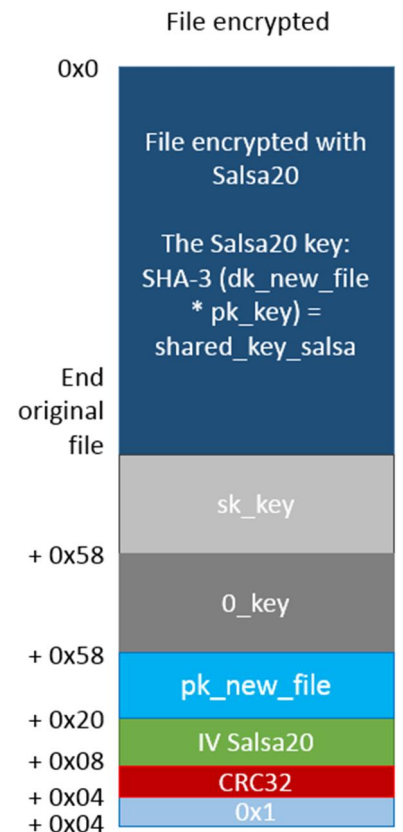 File encrypted
0x0
File encrypted with
Salsa20
The Salsa20 key:
SHA-3 (dk_new_file
* pk_key) =
shared_key_salsa
End
original
file
sk_key
+ 0x58
0_key
+ 0x58
pk_new_file
+ 0x20
IV Salsa20
+ 0x08
CRC32
+ 0x04
0x1
+ 0x04